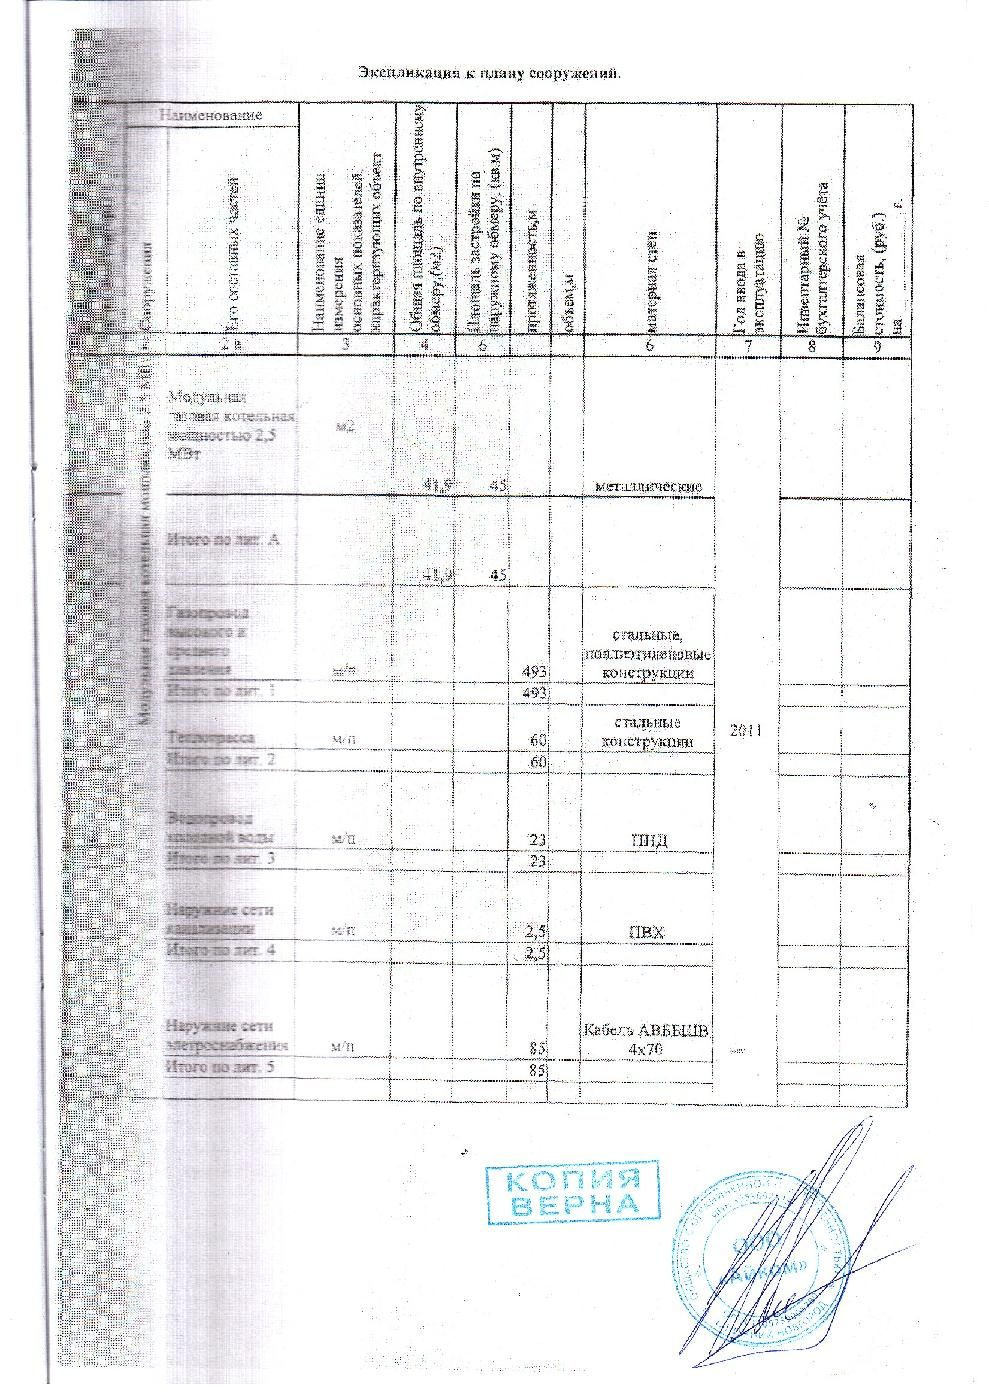 Экспликация к плану сооружений.
Наименование
Сооружения
Его составных частей
Наименование единиц
измерения
основных показателей,
характеризующих объект
Общая площадь по внутреннему
обмеру,(м2)
Площадь застройки по
наружному обмеру, (кв.м)
протяженность,м
объем,м
материал стен
Год ввода в
эксплуатацию
Инвентарный №
бухгалтерского учёта
Балансовая
стоимость, (руб.)
на г.
2 3 4 5 6 7 8 9
Модульная
газовая котельная
мощностью 2,5
МВт
м2
41,9 45 металлические
Итого по лит. А
41,9 45
Газопровод
высокого и
среднего
давления
м/п
493
стальные,
полиэтиленовые
конструкции
Итого по лит. 1 493
Теплотрасса м/п 60
стальные
конструкции
2011
Итого по лит. 2 60
Водопровод
холодной воды м/п 23 ПНД
Итого по лит. 3 23
Наружние сети
канализации м/п 2,5 ПВХ
Итого по лит. 4 2,5
Наружние сети
элетроснабжения м/п 85
Кабель АВББШВ
4х70
Итого по лит. 5 85
КОПИЯ
ВЕРНА
ООО